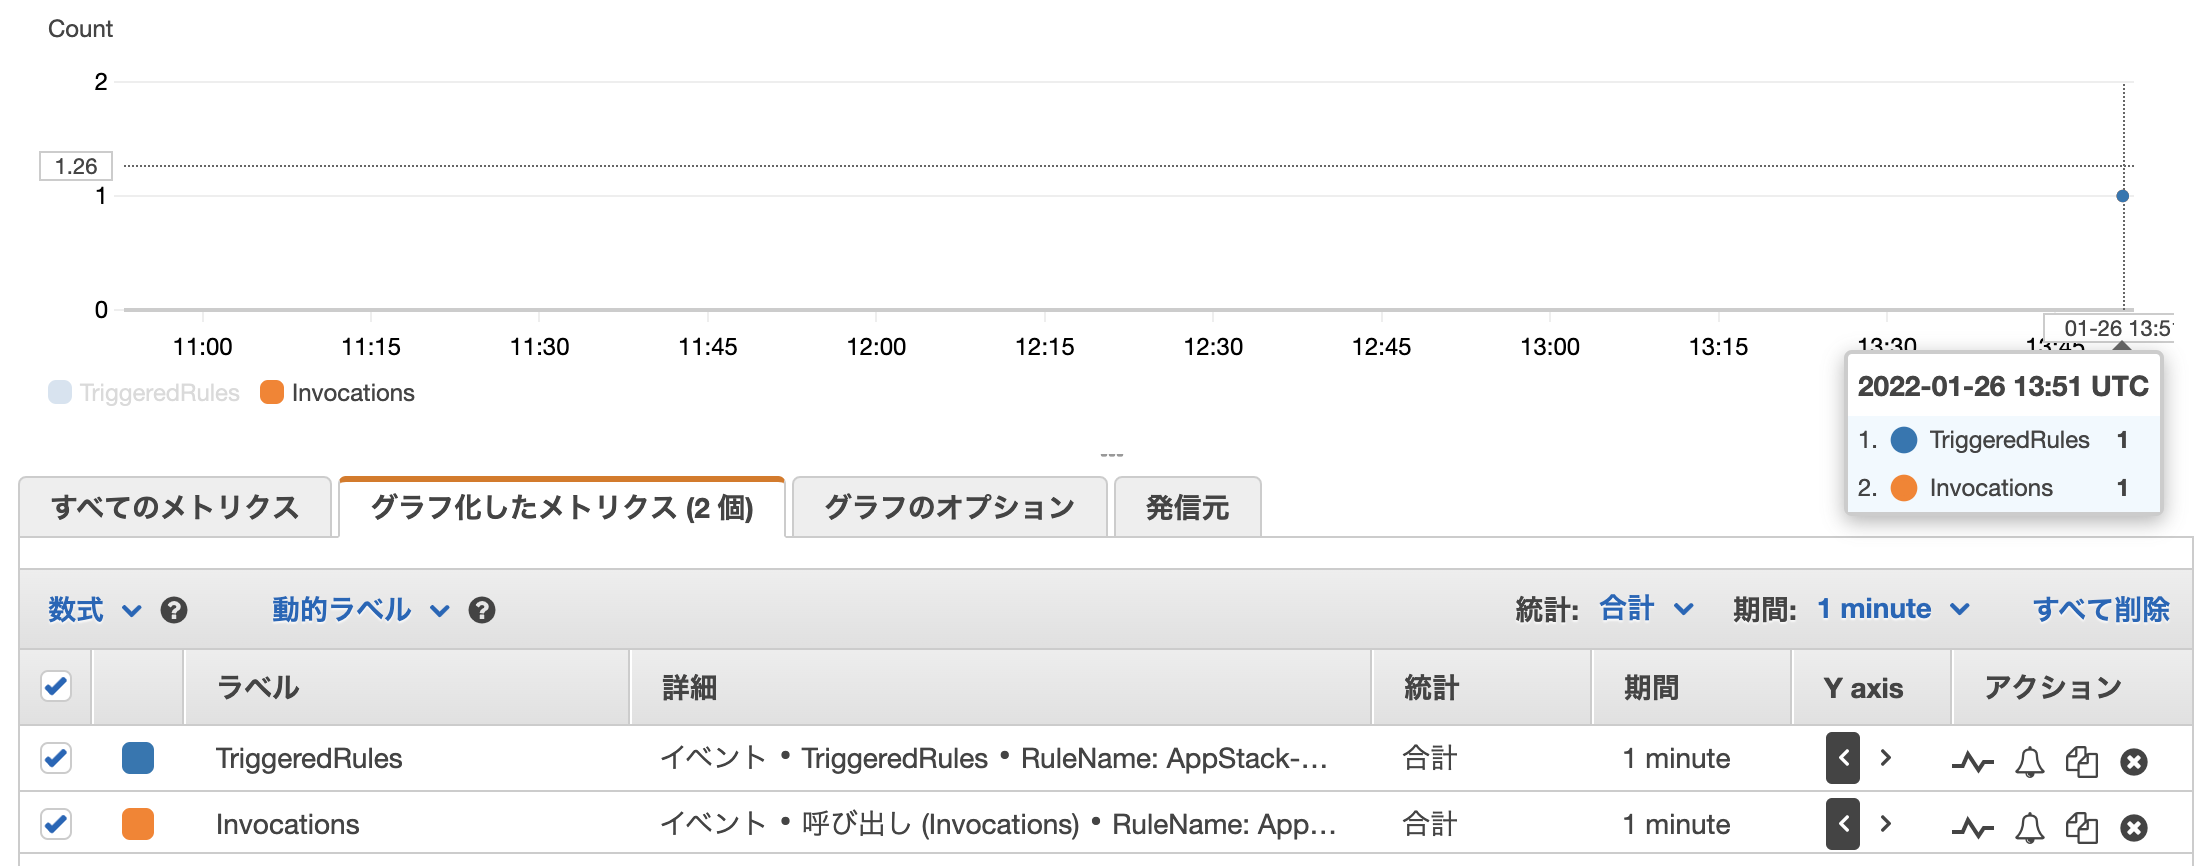 Count
2
1.26
1
0
11:00 11:15 11:30 11:45 12:00 12:15 12:30 12:45 13:00 13:15 13:30 13:45
01-26 13:51
TriggeredRules Invocations
2022-01-26 13:51 UTC
1. TriggeredRules 1
2. Invocations 1
すべてのメトリクス グラフ化したメトリクス (2 個) グラフのオプション 発信元
数式 ? 動的ラベル ? 統計: 合計 期間: 1 minute すべて削除
ラベル 詳細 統計 期間 Y axis アクション
TriggeredRules イベント • TriggeredRules • RuleName: AppStack-... 合計 1 minute < >
Invocations イベント • 呼び出し (Invocations) • RuleName: App... 合計 1 minute < >